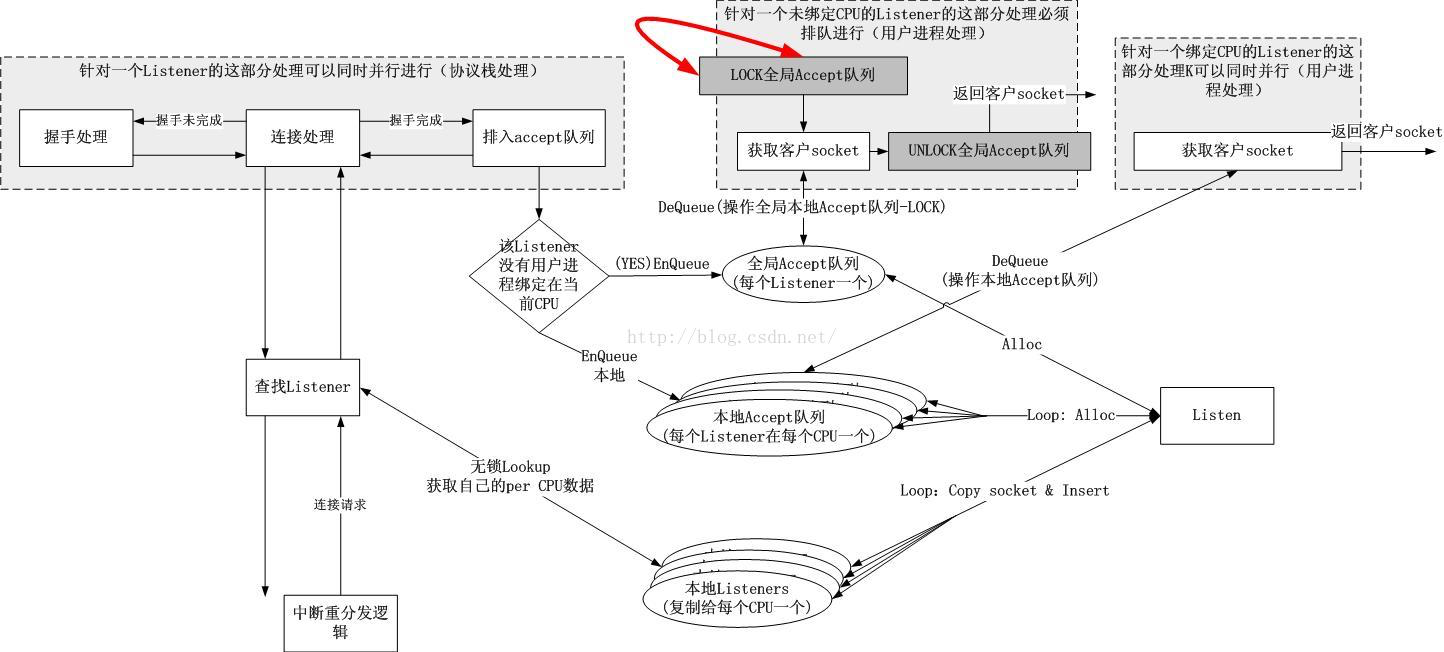 针对一个Listener的这部分处理可以同时并行进行（协议栈处理）
握手处理
握手未完成
连接处理
握手完成
排入accept队列
针对一个未绑定CPU的Listener的这部分处理必须
排队进行（用户进程处理）
LOCK全局Accept队列
返回客户socket
获取客户socket
UNLOCK全局Accept队列
针对一个绑定CPU的Listener的这
部分处理K可以同时并行（用户进
程处理）
返回客户socket
获取客户socket
DeQueue(操作全局本地Accept队列-LOCK)
该Listener
没有用户进
程绑定在当
前CPU
(YES)EnQueue
全局Accept队列
(每个Listener一个)
DeQueue
(操作本地Accept队列)
http://blog.csdn.net/
EnQueue
本地
Alloc
查找Listener
本地Accept队列
(每个Listener在每个CPU一个)
Loop: Alloc
Listen
无锁Lookup
获取自己的per CPU数据
Loop: Copy socket & Insert
连接请求
本地Listeners
(复制给每个CPU一个)
中断重分发逻
辑